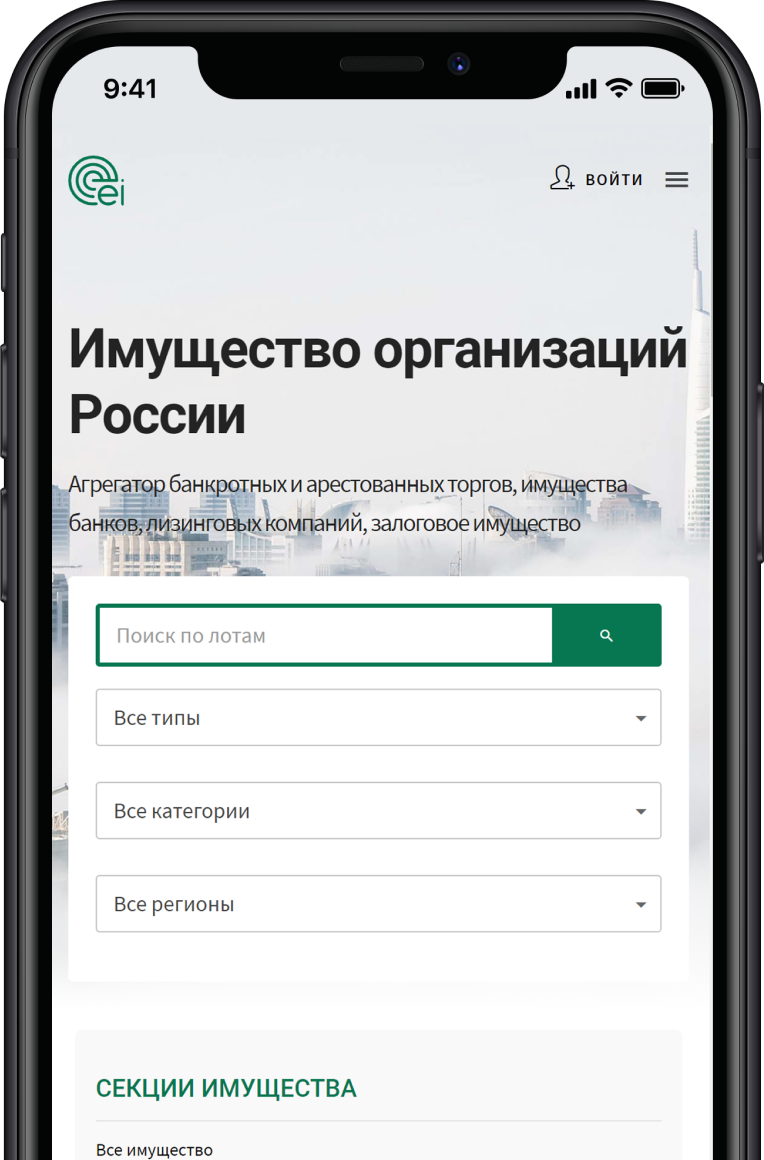 9:41
ei
войти
Имущество организаций
России
Агрегатор банкротных и арестованных торгов, имущества
банков, лизинговых компаний, залоговое имущество
Поиск по лотам
Все типы
Все категории
Все регионы
СЕКЦИИ ИМУЩЕСТВА
Все имущество